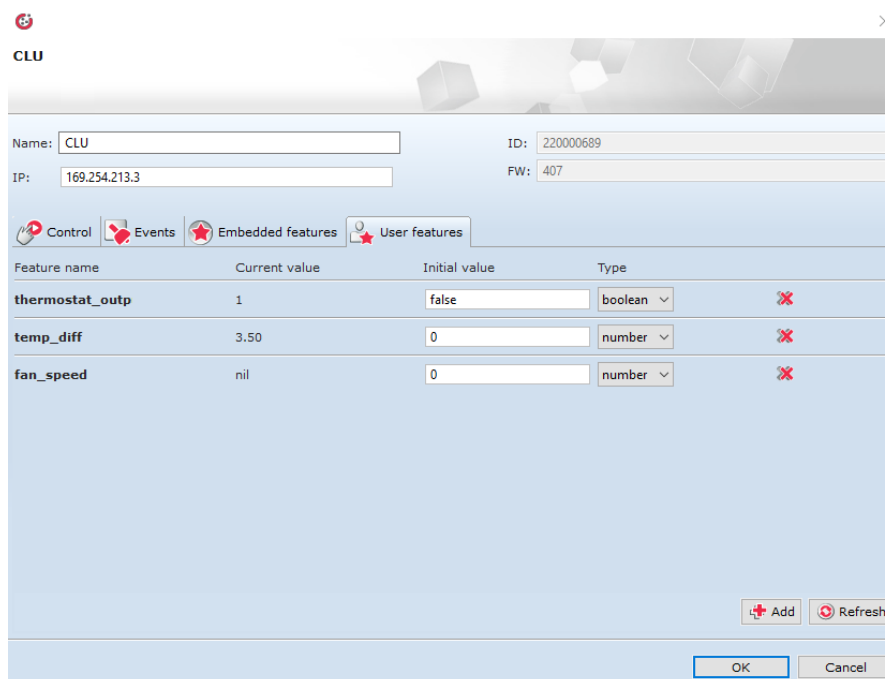 CLU
Name: CLU ID: 220000689
IP: 169.254.213.3 FW: 407
Control Events Embedded features User features
Feature name Current value Initial value Type
thermostat_outp 1 false boolean
temp_diff 3.50 0 number
fan_speed nil 0 number
Add Refresh
OK Cancel